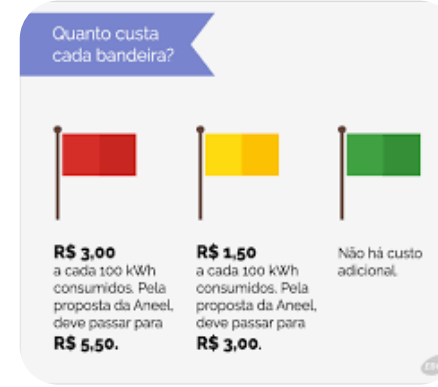 Quanto custa
cada bandeira?
R$ 3,00
a cada 100 kWh
consumidos. Pela
proposta da Aneel,
deve passar para
R$ 5,50.
R$ 1,50
a cada 100 kWh
consumidos. Pela
proposta da Aneel,
deve passar para
R$ 3,00.
Não há custo
adicional.